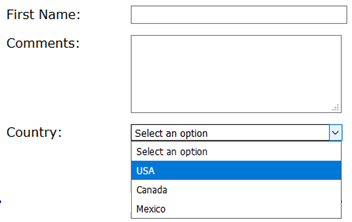 First Name:
Comments:
Country:
Select an option
Select an option
USA
Canada
Mexico